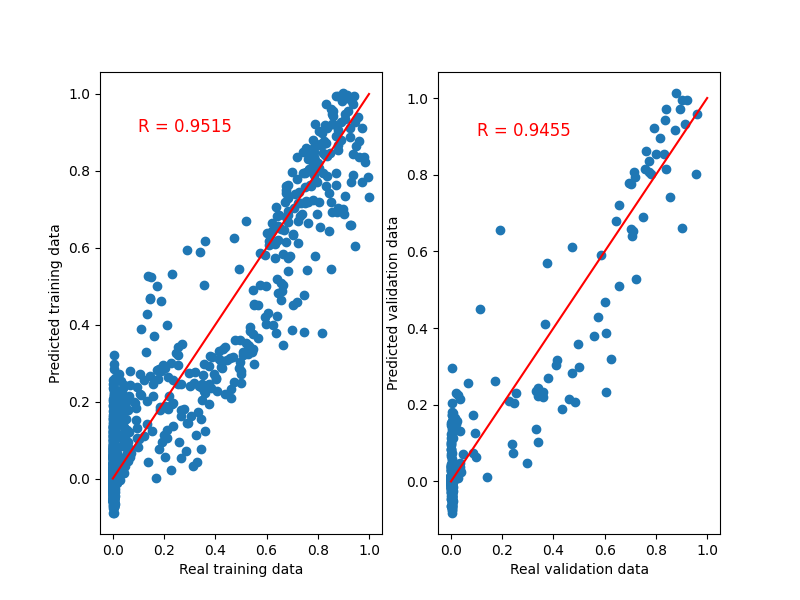 R = 0.9515
Predicted training data
1.0
0.8
0.6
0.4
0.2
0.0
0.0 0.2 0.4 0.6 0.8 1.0
Real training data
R = 0.9455
Predicted validation data
1.0
0.8
0.6
0.4
0.2
0.0
0.0 0.2 0.4 0.6 0.8 1.0
Real validation data